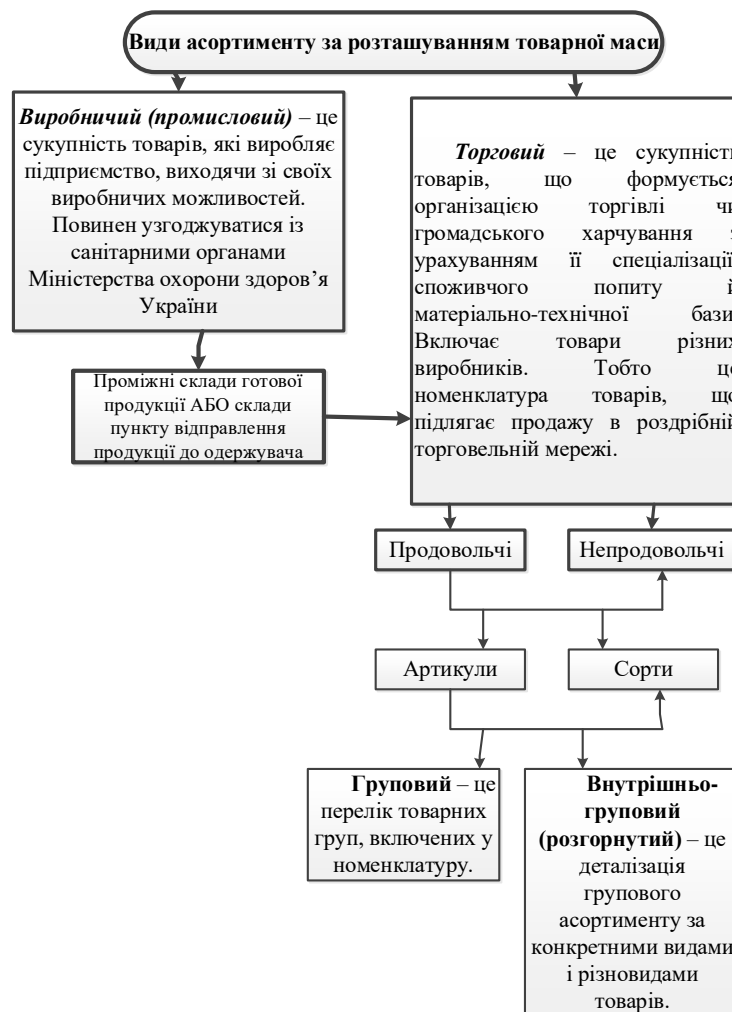 Види асортименту за розташуванням товарної маси
Виробничий (промисловий) – це
сукупність товарів, які виробляє
підприємство, виходячи зі своїх
виробничих можливостей.
Повинен узгоджуватися із
санітарними органами
Міністерства охорони здоров’я
України
Торговий – це сукупність
товарів, що формується
організацією торгівлі чи
громадського харчування з
урахуванням її спеціалізації,
споживчого попиту й
матеріально-технічної бази.
Включає товари різних
виробників. Тобто це
номенклатура товарів, що
підлягає продажу в роздрібній
торговельній мережі.
Проміжні склади готової
продукції АБО склади
пункту відправлення
продукції до одержувача
Продовольчі
Непродовольчі
Артикули
Сорти
Груповий – це
перелік товарних
груп, включених у
номенклатуру.
Внутрішньо-
груповий
(розгорнутий) – це
деталізація
групового
асортименту за
конкретними видами
і різновидами
товарів.